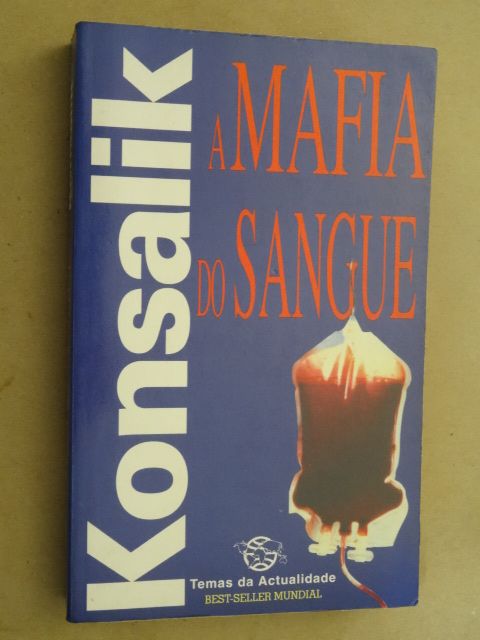 Konsalik
A MAFIA
DO SANGUE
Temas da Actualidade
BEST-SELLER MUNDIAL